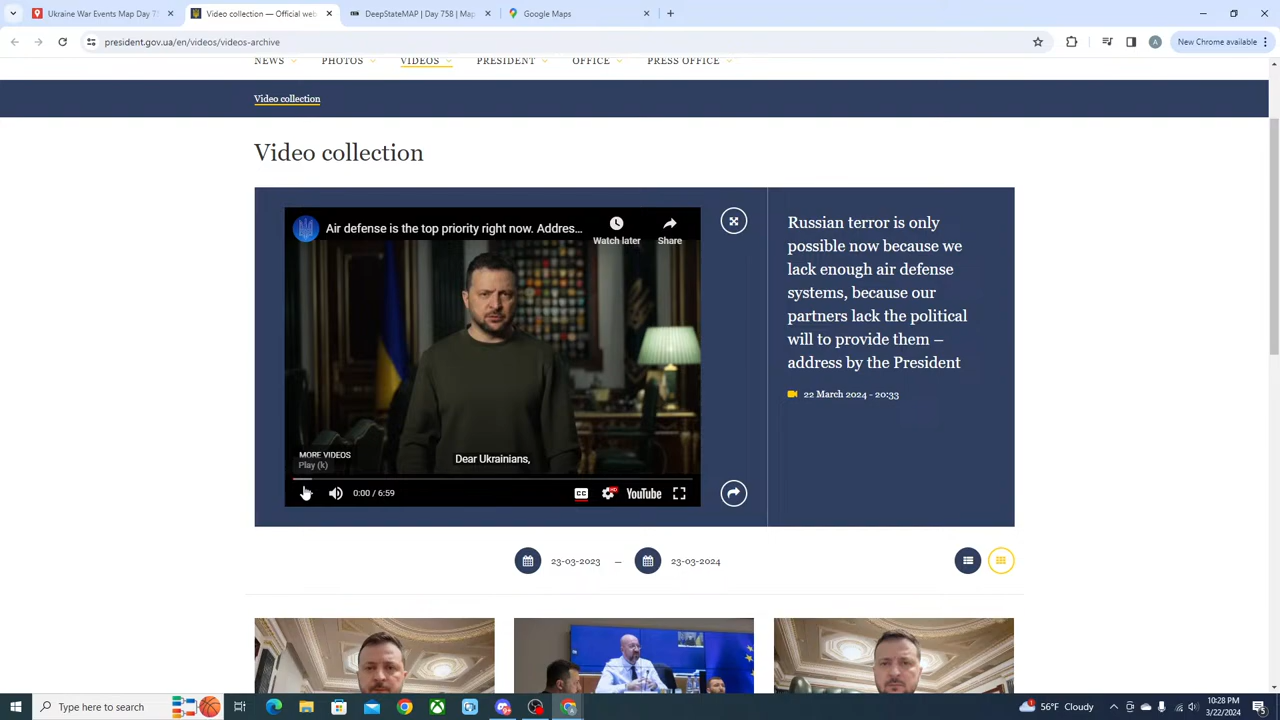 Ukraine War Events Map Day 7
Video collection — Official web
DeepStateMAP | Day 758 | Map
Google Maps
president.gov.ua/en/videos/videos-archive
A
New Chrome available
NEWS
PHOTOS
VIDEOS
PRESIDENT
OFFICE
PRESS OFFICE
Video collection
Video collection
Air defense is the top priority right now. Addres...
Watch later
Share
Dear Ukrainians,
MORE VIDEOS
Play (k)
0:00 / 6:59
CC
HD
YouTube
Russian terror is only
possible now because we
lack enough air defense
systems, because our
partners lack the political
will to provide them –
address by the President
22 March 2024 - 20:33
23-03-2023 – 23-03-2024
Type here to search
56°F Cloudy
10:28 PM
3/22/2024